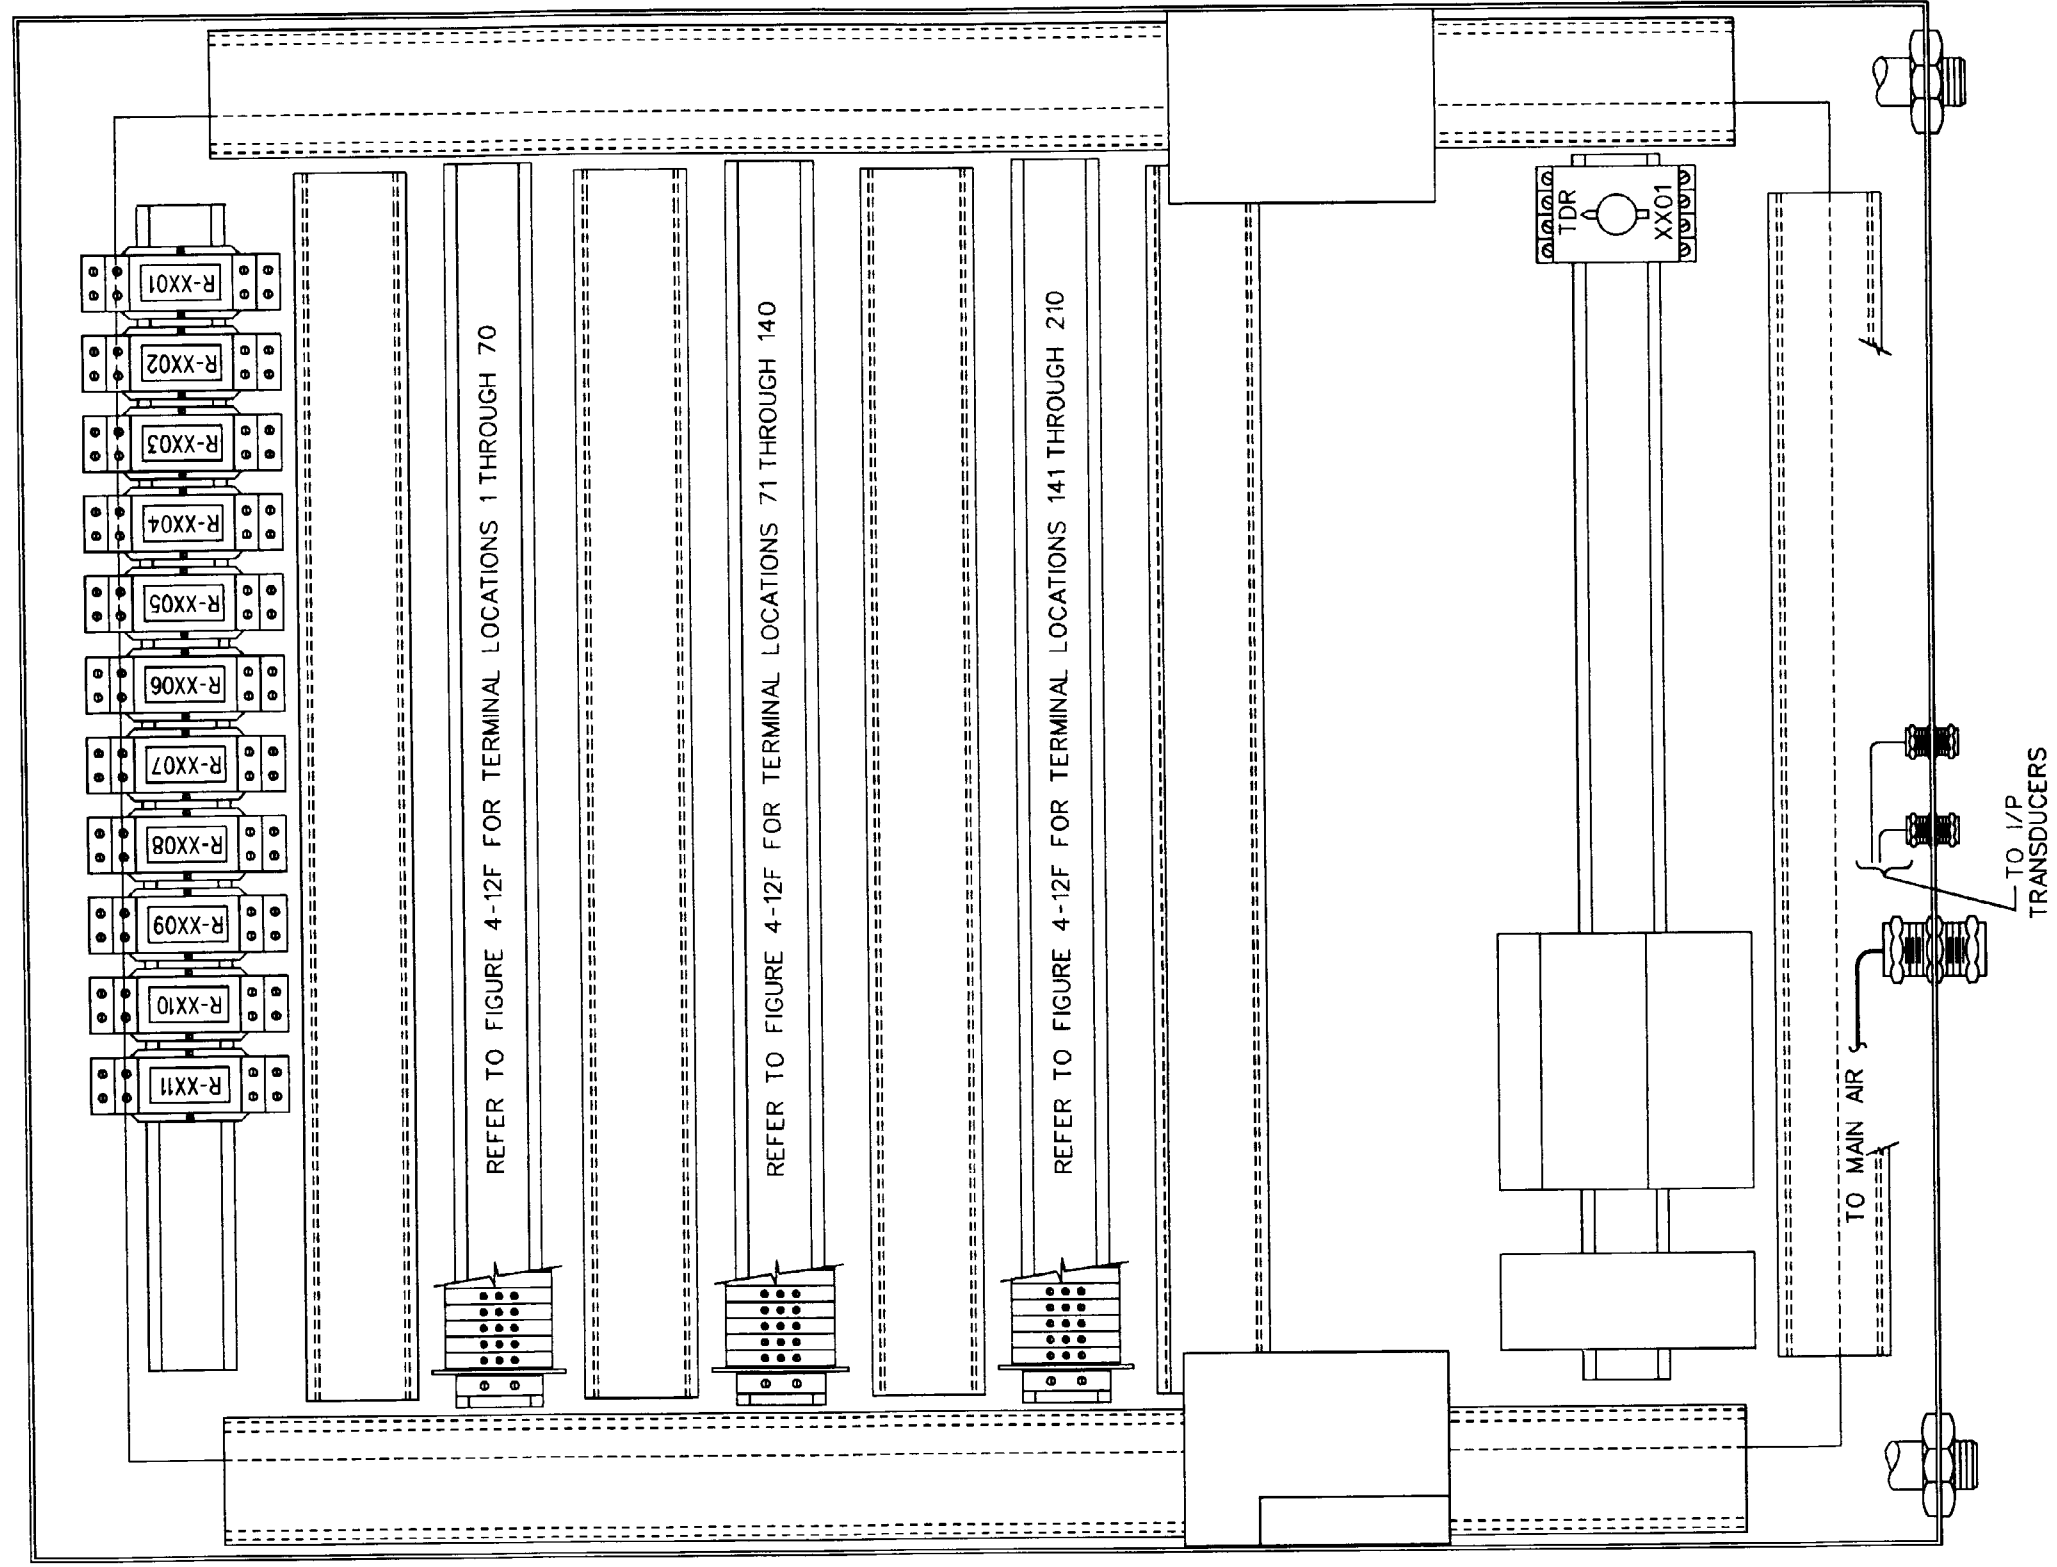 R-XX01
R-XX02
R-XX03
R-XX04
R-XX05
R-XX06
R-XX07
R-XX08
R-XX09
R-XX10
R-XX11
REFER TO FIGURE 4-12F FOR TERMINAL LOCATIONS 1 THROUGH 70
REFER TO FIGURE 4-12F FOR TERMINAL LOCATIONS 71 THROUGH 140
REFER TO FIGURE 4-12F FOR TERMINAL LOCATIONS 141 THROUGH 210
TDR
XX01
TO MAIN AIR
TO I/P
TRANSDUCERS